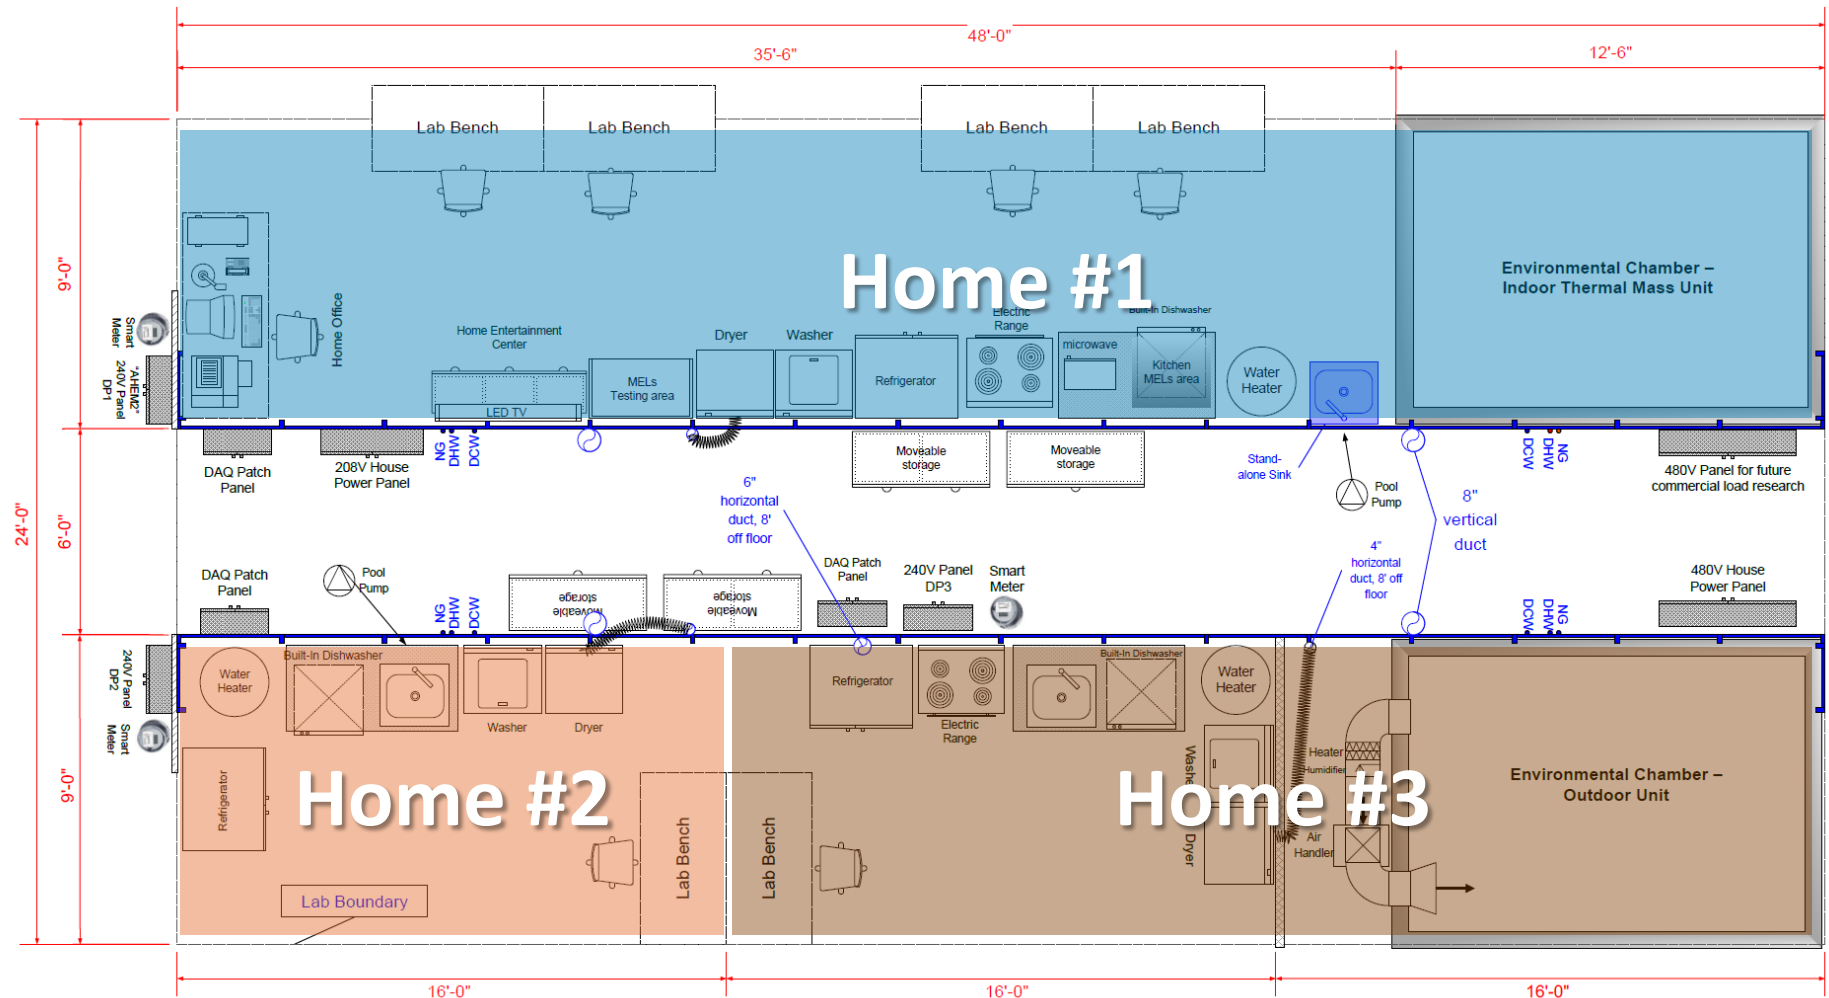 48'-0"
35'-6"
12'-6"
Lab Bench
Lab Bench
Lab Bench
Lab Bench
9'-0"
Home #1
Environmental Chamber –
Indoor Thermal Mass Unit
Home Office
Smart
Meter
"AHEM2"
240V Panel
DP1
Home Entertainment
Center
LED TV
MELs
Testing area
Dryer
Washer
Refrigerator
Electric
Range
microwave
Built-In Dishwasher
Kitchen
MELs area
Water
Heater
DAQ Patch
Panel
208V House
Power Panel
NG
DHW
DCW
Moveable
storage
Moveable
storage
Stand-
alone Sink
Pool
Pump
DCW
DHW
NG
480V Panel for future
commercial load research
24'-0"
6'-0"
6"
horizontal
duct, 8'
off floor
8"
vertical
duct
4"
horizontal
duct, 8' off
floor
DAQ Patch
Panel
Pool
Pump
NG
DHW
DCW
Moveable
storage
Moveable
storage
DAQ Patch
Panel
240V Panel
DP3
Smart
Meter
DCW
DHW
NG
480V House
Power Panel
240V Panel
DP2
Smart
Meter
9'-0"
Water
Heater
Built-In Dishwasher
Washer
Dryer
Refrigerator
Home #2
Lab Bench
Lab Boundary
Lab Bench
Refrigerator
Electric
Range
Built-In Dishwasher
Water
Heater
Washer
Dryer
Home #3
Heater
Humidifier
Air
Handler
Environmental Chamber –
Outdoor Unit
16'-0"
16'-0"
16'-0"